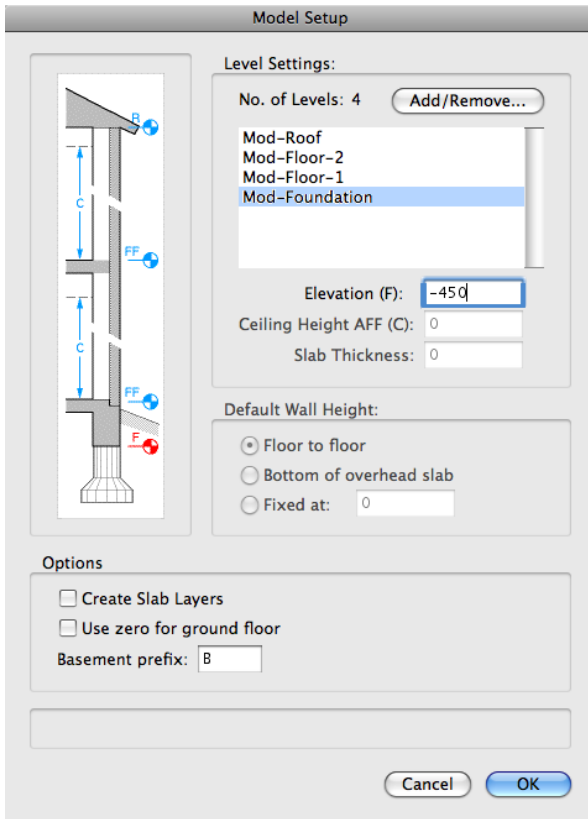 Model Setup
Level Settings:
No. of Levels: 4
Add/Remove...
Mod-Roof
Mod-Floor-2
Mod-Floor-1
Mod-Foundation
Elevation (F): -450
Ceiling Height AFF (C): 0
Slab Thickness: 0
R
C
FF
C
FF
F
Default Wall Height:
Floor to floor
Bottom of overhead slab
Fixed at: 0
Options
Create Slab Layers
Use zero for ground floor
Basement prefix: B
Cancel OK